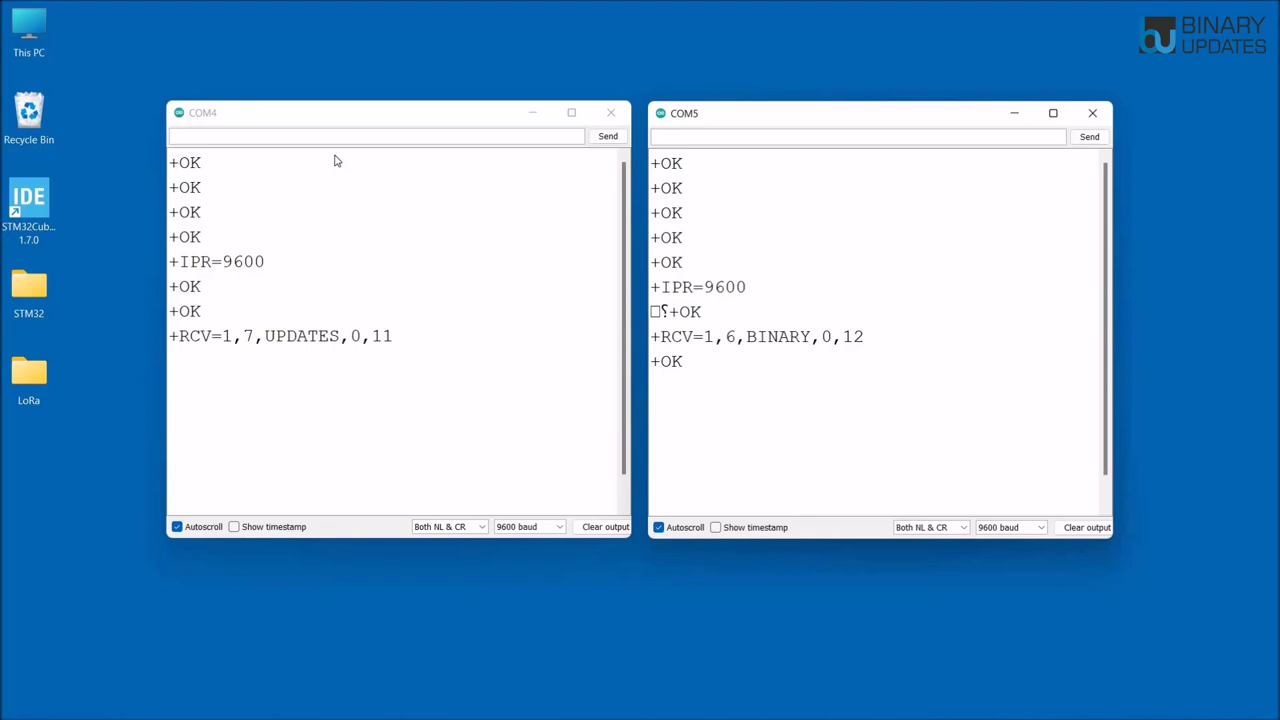 This PC
Recycle Bin
IDE
STM32Cub...
1.7.0
STM32
LoRa
BINARY
UPDATES
COM4
Send
+OK
+OK
+OK
+OK
+IPR=9600
+OK
+OK
+RCV=1,7,UPDATES,0,11
Autoscroll
Show timestamp
Both NL & CR
9600 baud
Clear output
COM5
Send
+OK
+OK
+OK
+OK
+OK
+IPR=9600
□⸮+OK
+RCV=1,6,BINARY,0,12
+OK
Autoscroll
Show timestamp
Both NL & CR
9600 baud
Clear output